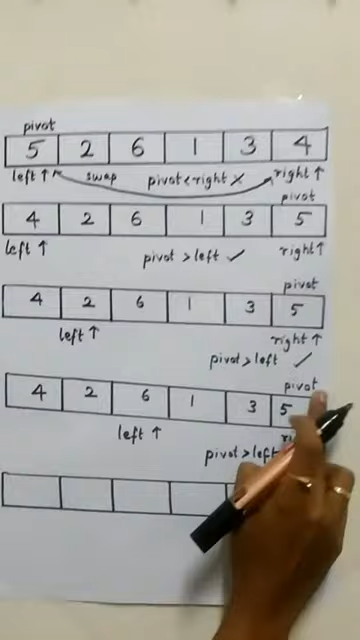 pivot
5 2 6 1 3 4
left ↑ swap pivot < right ✗ right ↑
pivot
4 2 6 1 3 5
left ↑ pivot > left ✓ right ↑
pivot
4 2 6 1 3 5
left ↑ right ↑
pivot > left ✓
pivot
4 2 6 1 3 5
left ↑
pivot > left